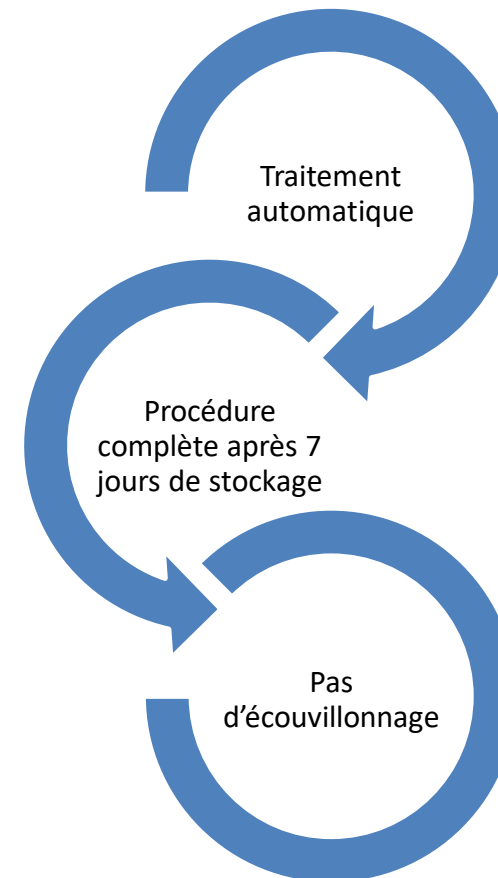 Traitement
automatique
Procédure
complète après 7
jours de stockage
Pas
d’écouvillonnage